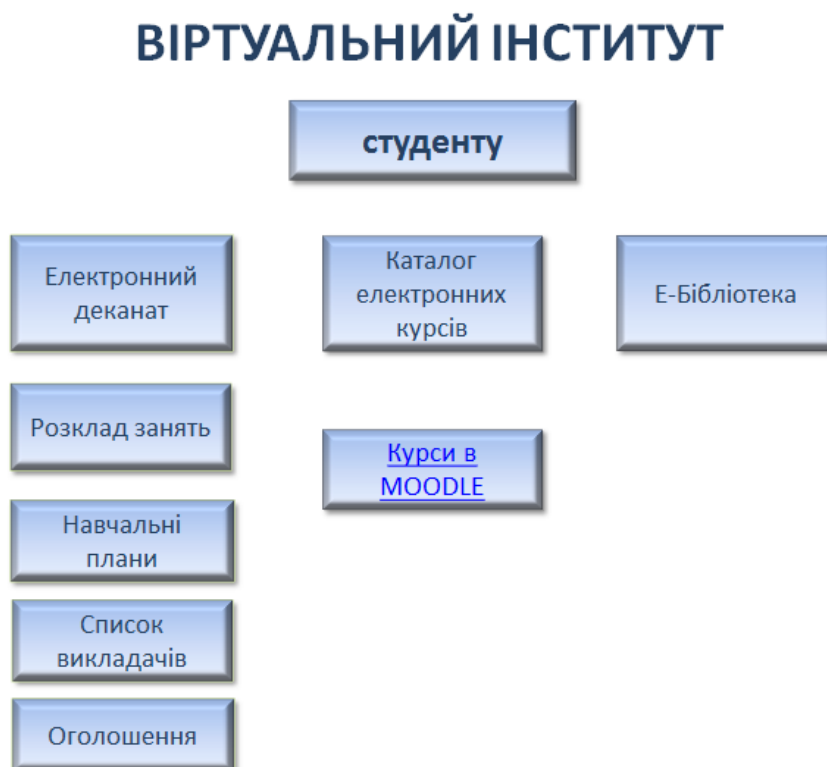 ВІРТУАЛЬНИЙ ІНСТИТУТ
студенту
Електронний
деканат
Каталог
електронних
курсів
Е-Бібліотека
Розклад занять
Курси в
MOODLE
Навчальні
плани
Список
викладачів
Оголошення